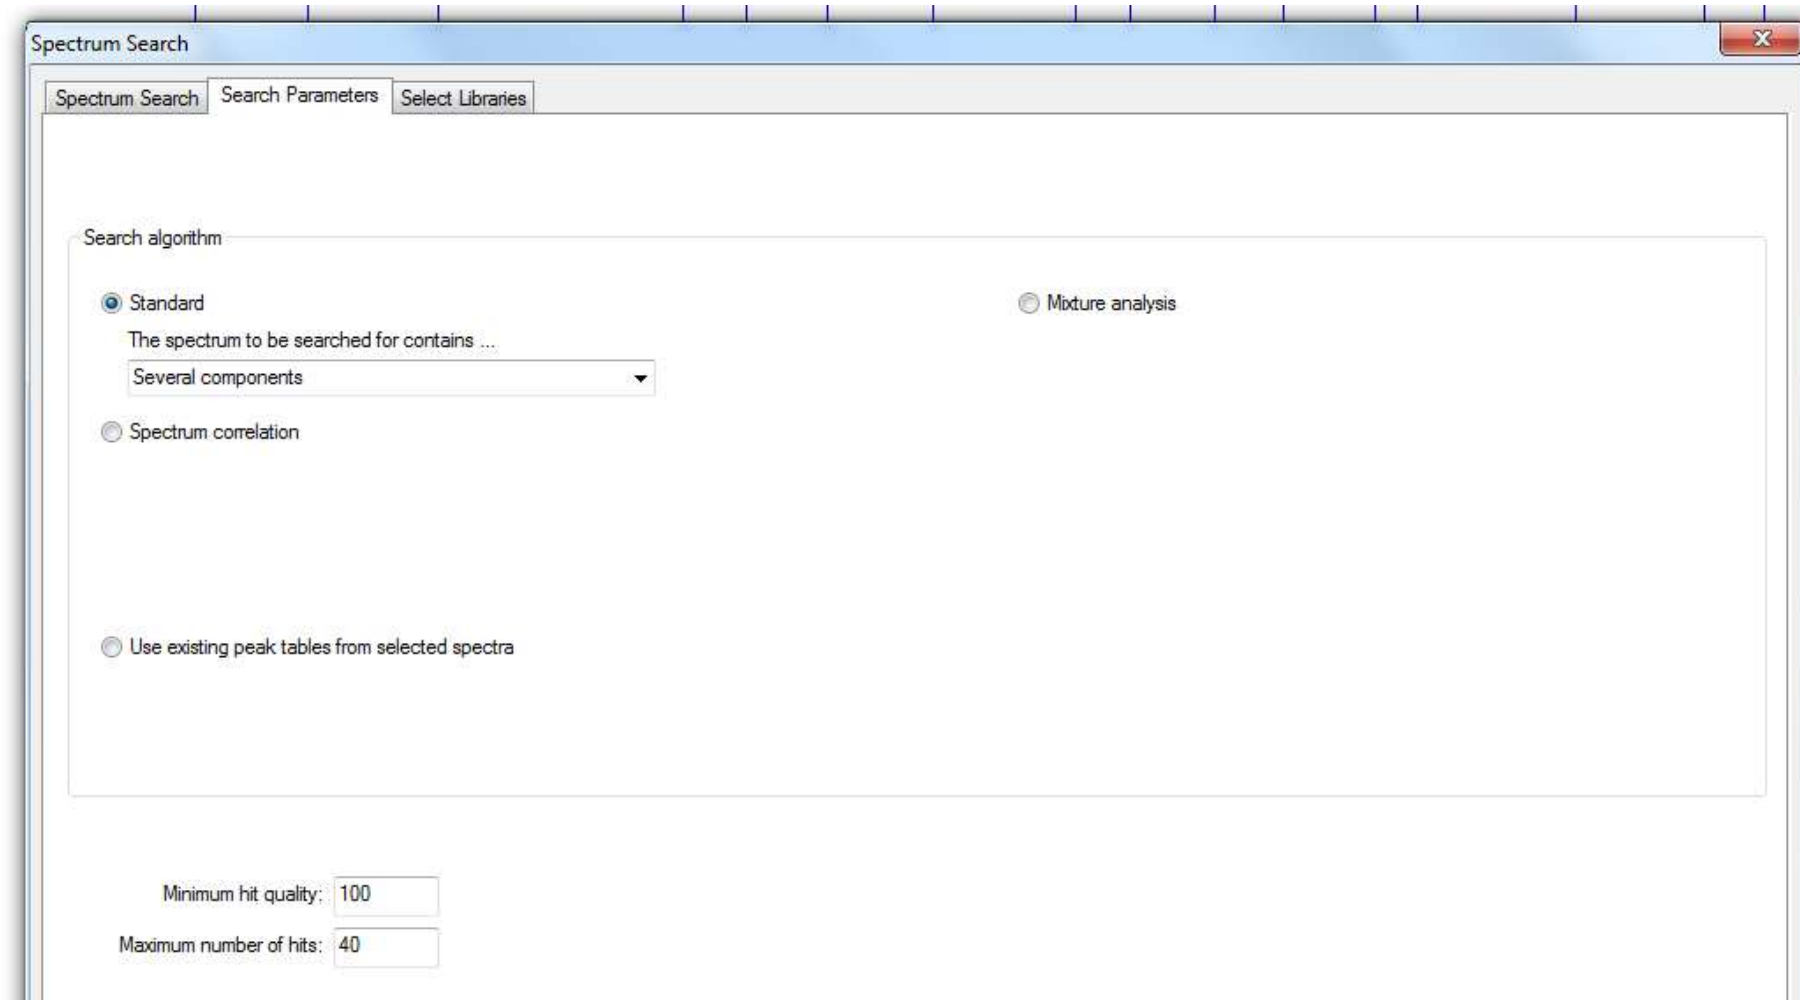 Spectrum Search
Spectrum Search Search Parameters Select Libraries
Search algorithm
Standard Mixture analysis
The spectrum to be searched for contains ...
Several components
Spectrum correlation
Use existing peak tables from selected spectra
Minimum hit quality: 100
Maximum number of hits: 40